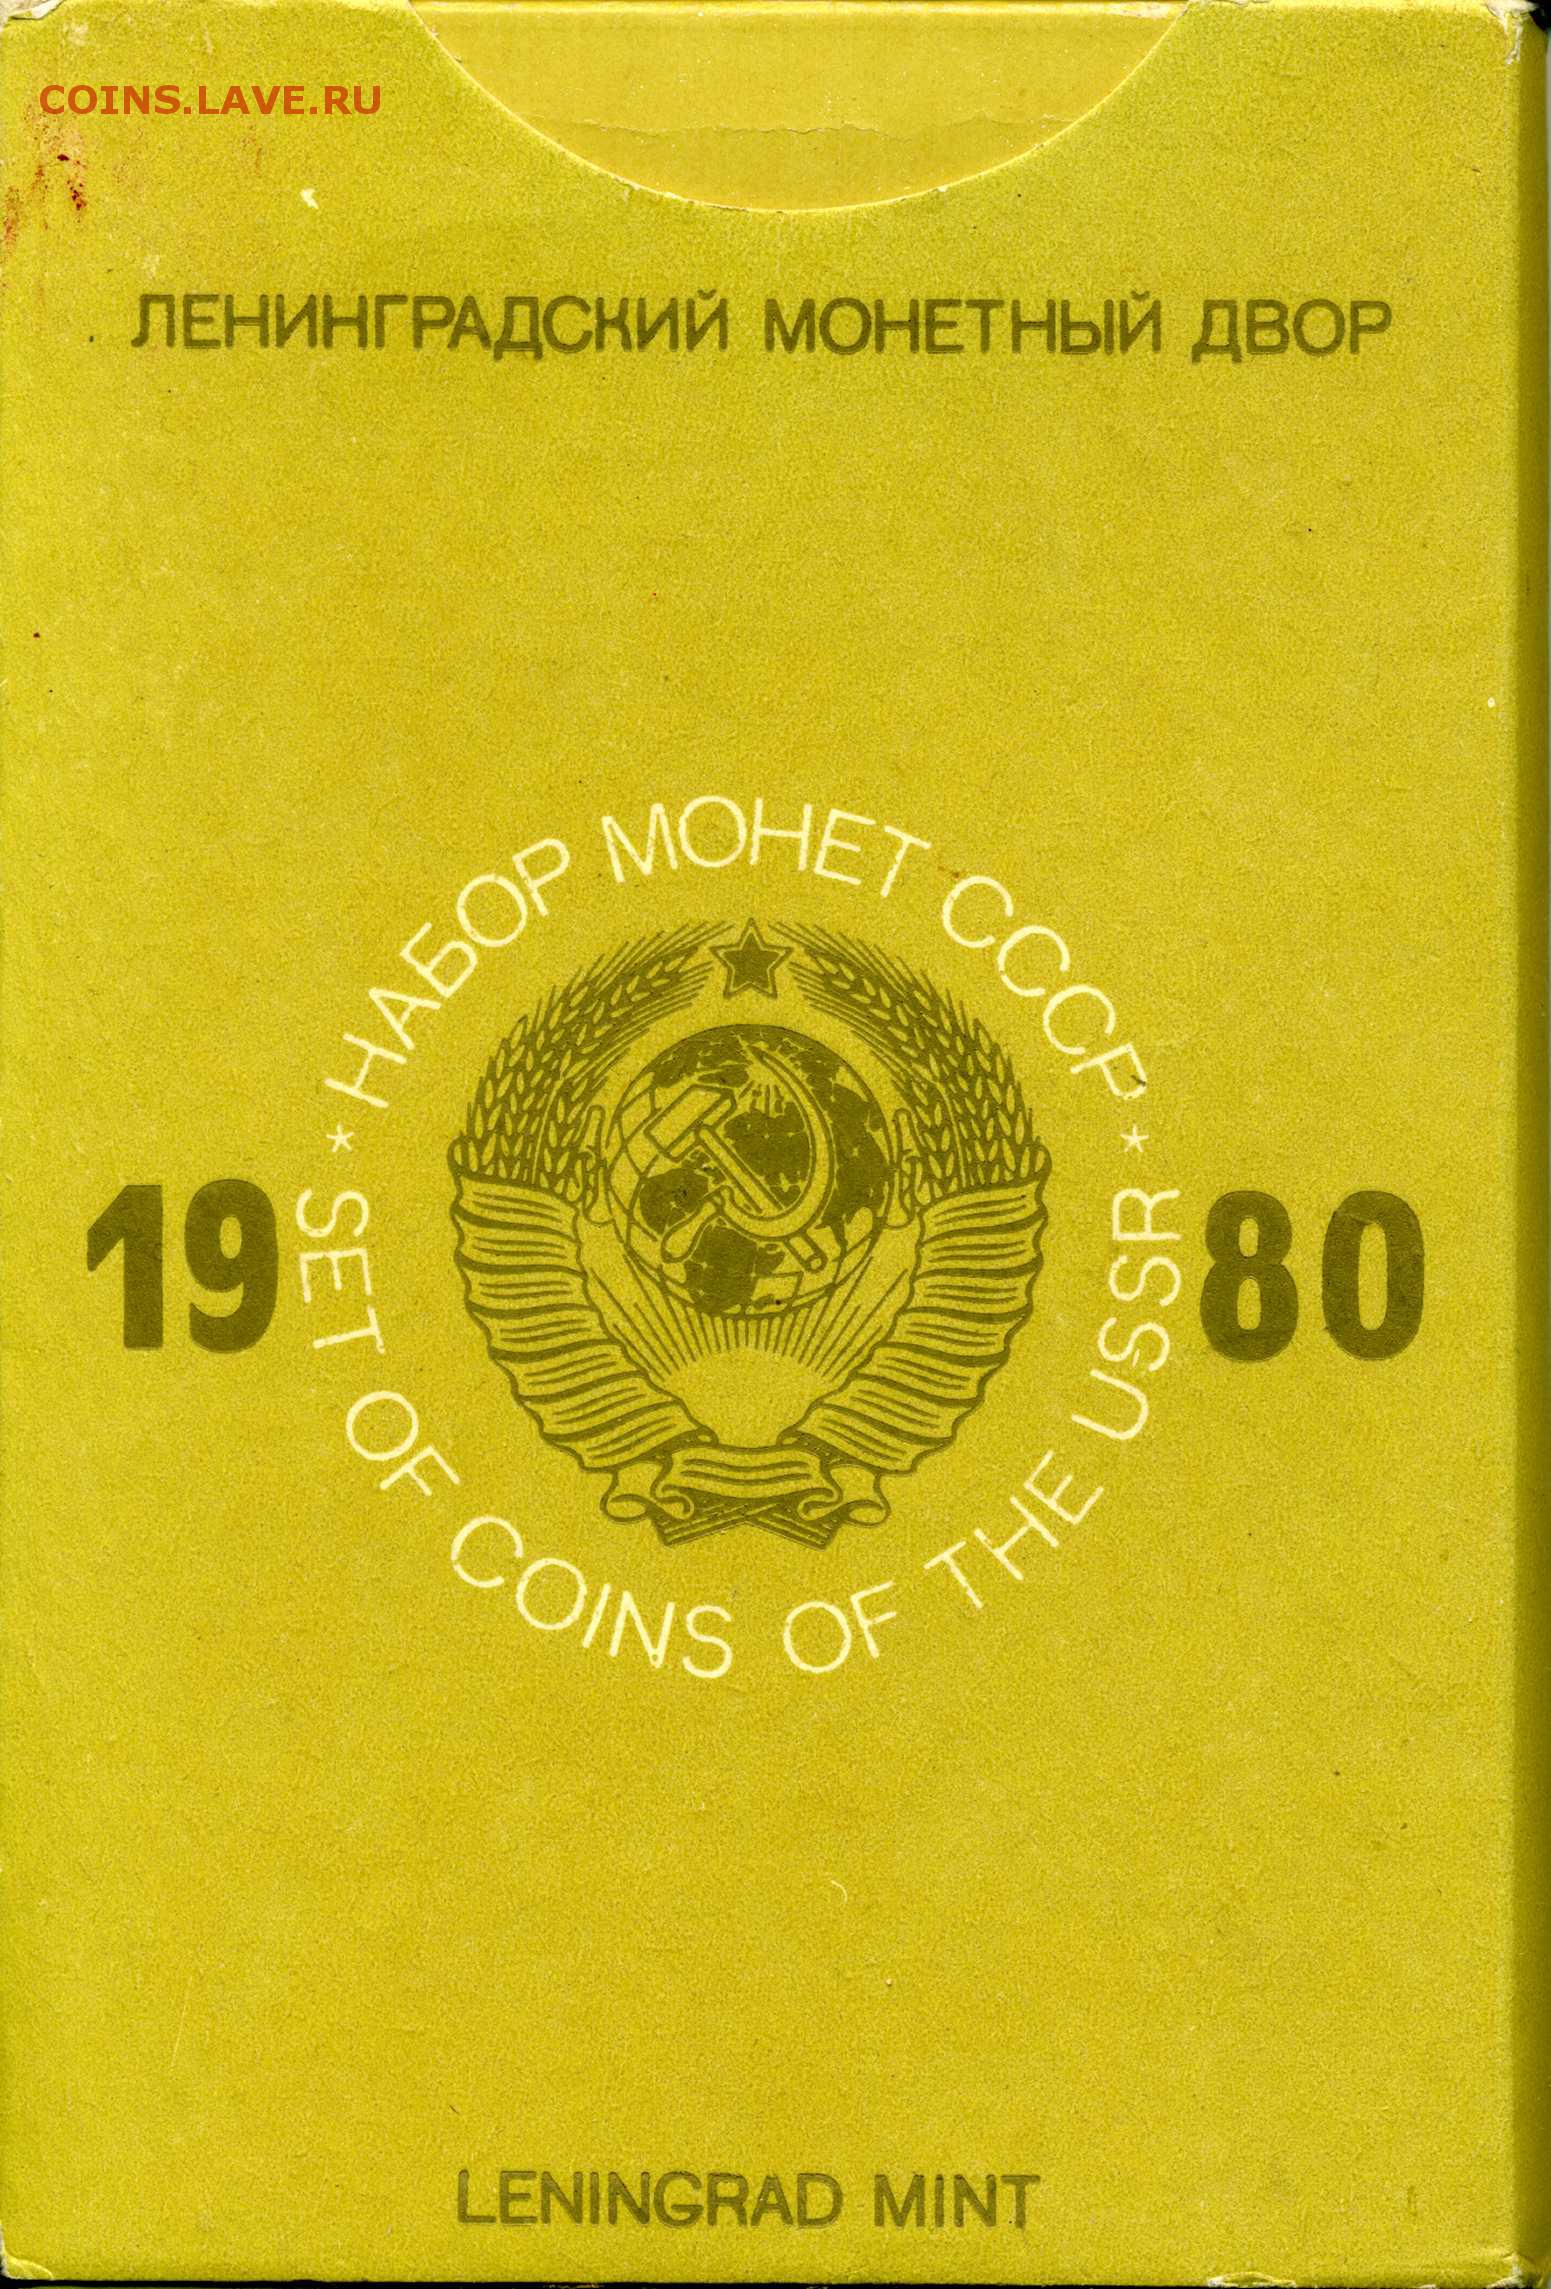 COINS.LAVE.RU
ЛЕНИНГРАДСКИЙ МОНЕТНЫЙ ДВОР
* НАБОР МОНЕТ СССР *
19 80
SET OF COINS OF THE USSR
LENINGRAD MINT